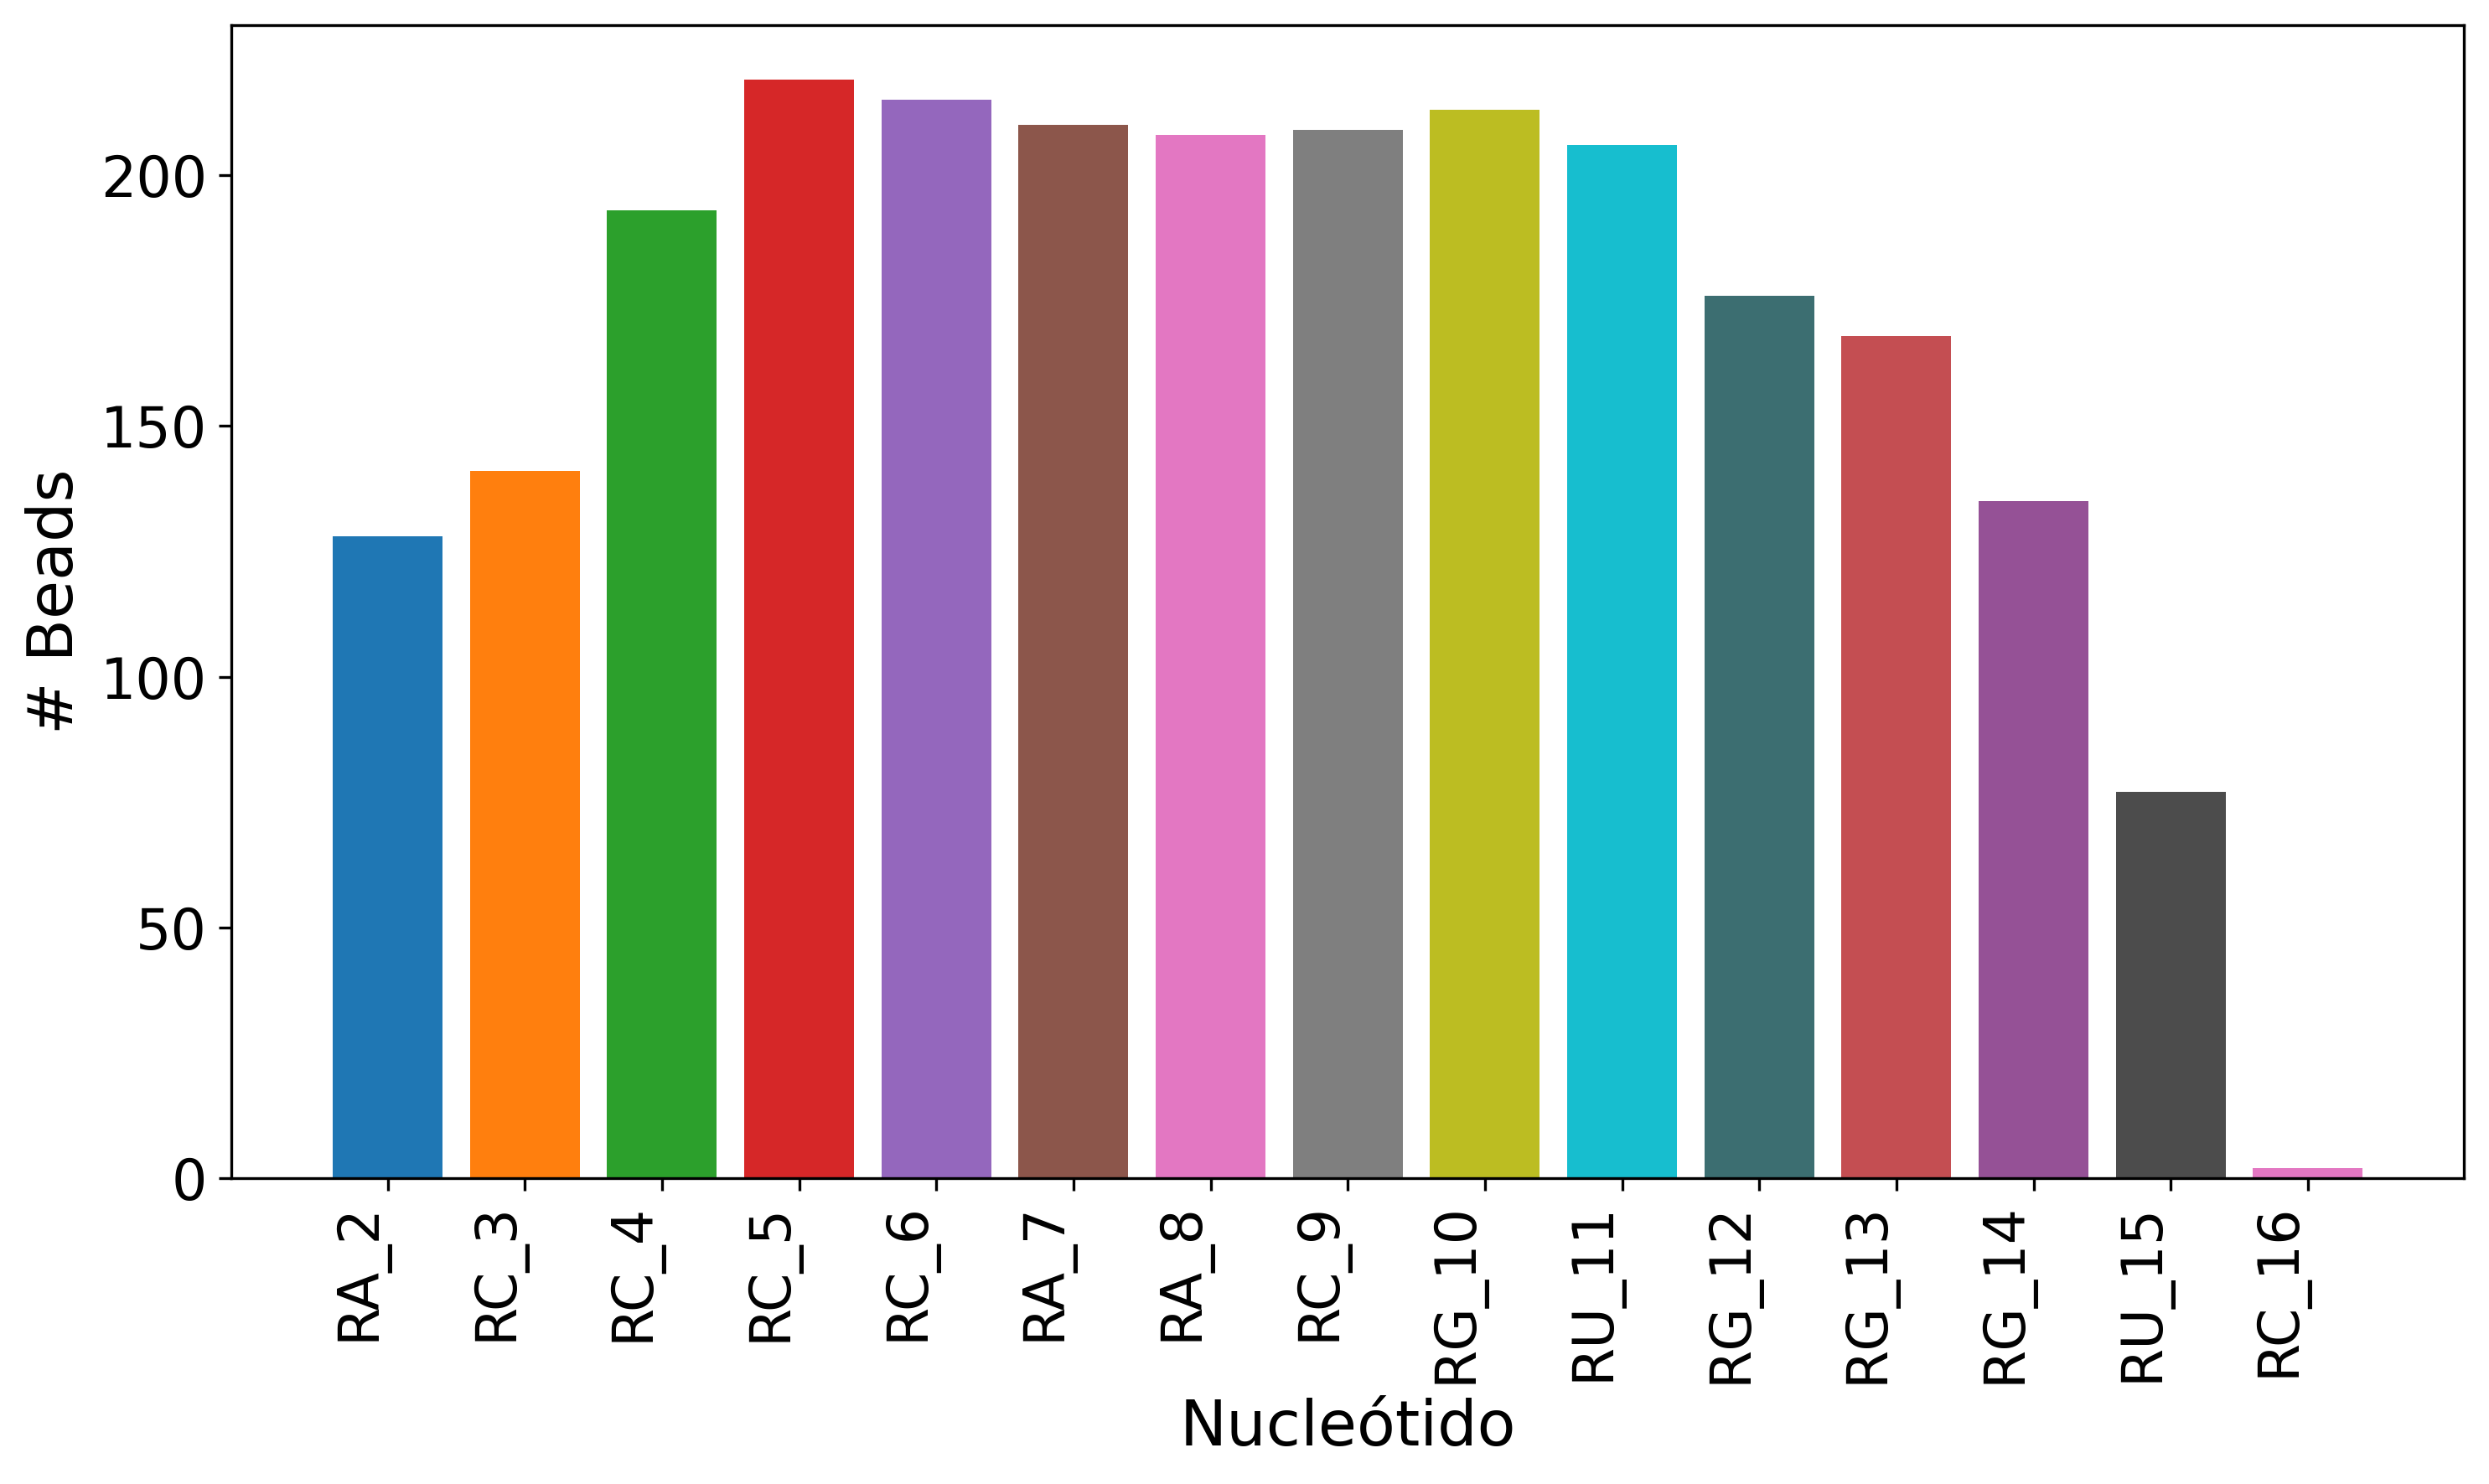 # Beads
200
150
100
50
0
RA_2
RC_3
RC_4
RC_5
RC_6
RA_7
RA_8
RC_9
RG_10
RU_11
RG_12
RG_13
RG_14
RU_15
RC_16
Nucleótido